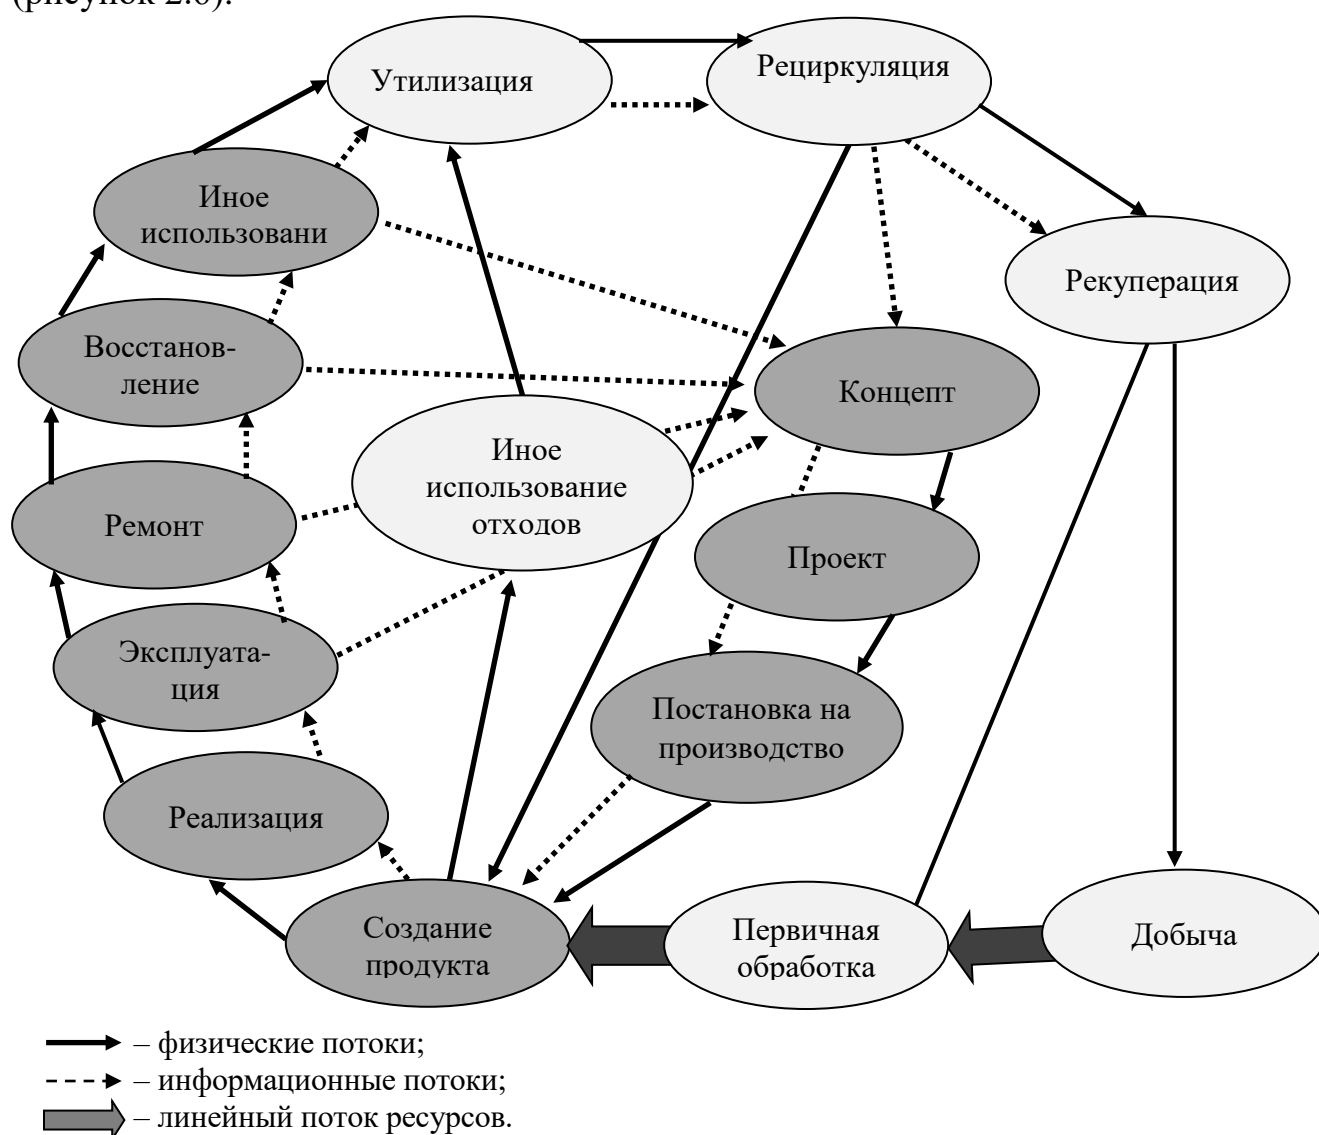 (рисунок 2.6).
Утилизация
Рециркуляция
Иное
использовани
Рекуперация
Восстанов-
ление
Концепт
Иное
использование
отходов
Ремонт
Проект
Эксплуата-
ция
Постановка на
производство
Реализация
Создание
продукта
Первичная
обработка
Добыча
– физические потоки;
– информационные потоки;
– линейный поток ресурсов.